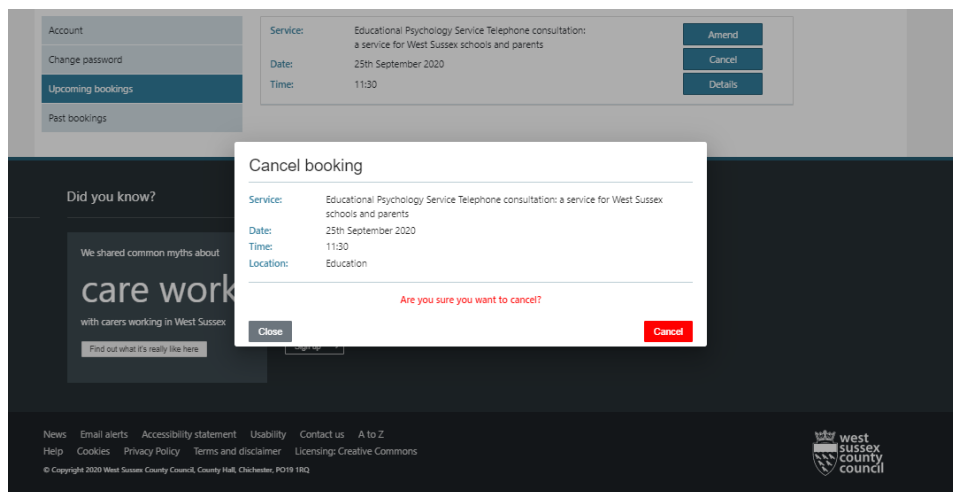 Account
Change password
Upcoming bookings
Past bookings
Service: Educational Psychology Service Telephone consultation:
a service for West Sussex schools and parents
Date: 25th September 2020
Time: 11:30
Amend
Cancel
Details
Cancel booking
Service: Educational Psychology Service Telephone consultation: a service for West Sussex
schools and parents
Date: 25th September 2020
Time: 11:30
Location: Education
Are you sure you want to cancel?
Close
Cancel
Did you know?
We shared common myths about
care work
with carers working in West Sussex
Find out what it's really like here
Sign up
News Email alerts Accessibility statement Usability Contact us A to Z
Help Cookies Privacy Policy Terms and disclaimer Licensing: Creative Commons
© Copyright 2020 West Sussex County Council, County Hall, Chichester, PO19 1RQ
west
sussex
county
council